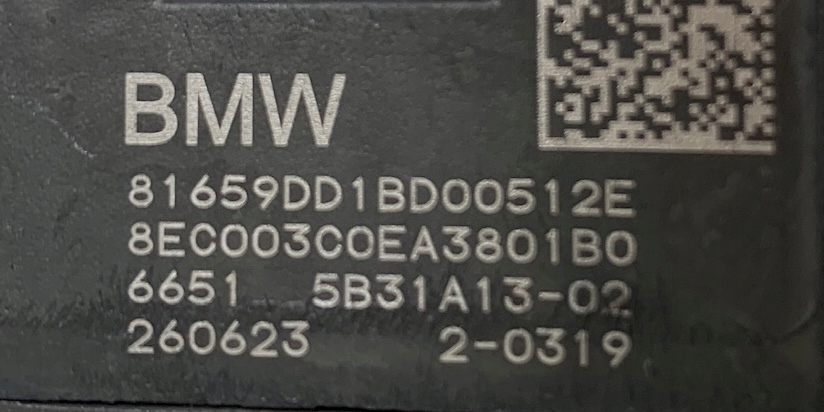 BMW
81659DD1BD00512E
8EC003C0EA3801B0
6651 5B31A13-02
260623 2-0319